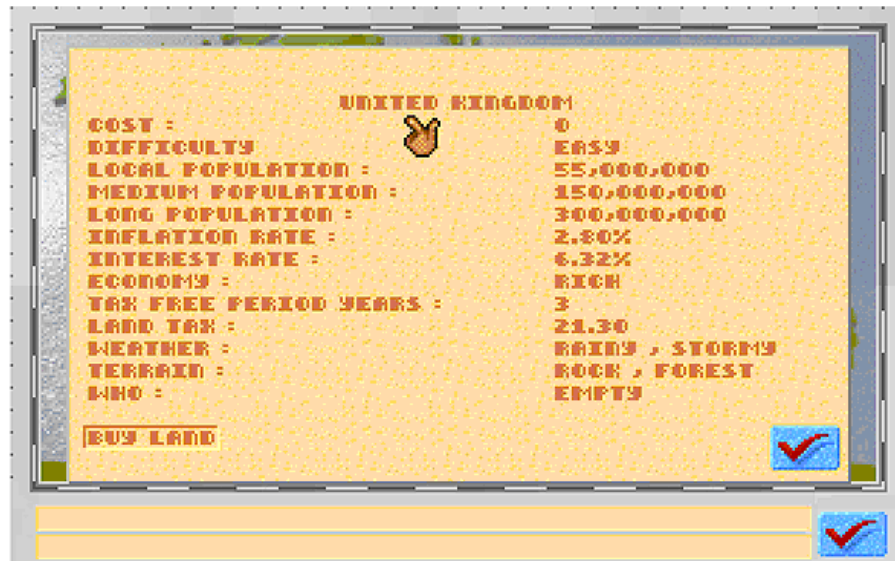 UNITED KINGDOM
COST : 0
DIFFICULTY EASY
LOCAL POPULATION : 55,000,000
MEDIUM POPULATION : 150,000,000
LONG POPULATION : 300,000,000
INFLATION RATE : 2.80%
INTEREST RATE : 6.32%
ECONOMY : RICH
TAX FREE PERIOD YEARS : 3
LAND TAX : 21.30
WEATHER : RAINY , STORMY
TERRAIN : ROCK , FOREST
WHO : EMPTY
BUY LAND